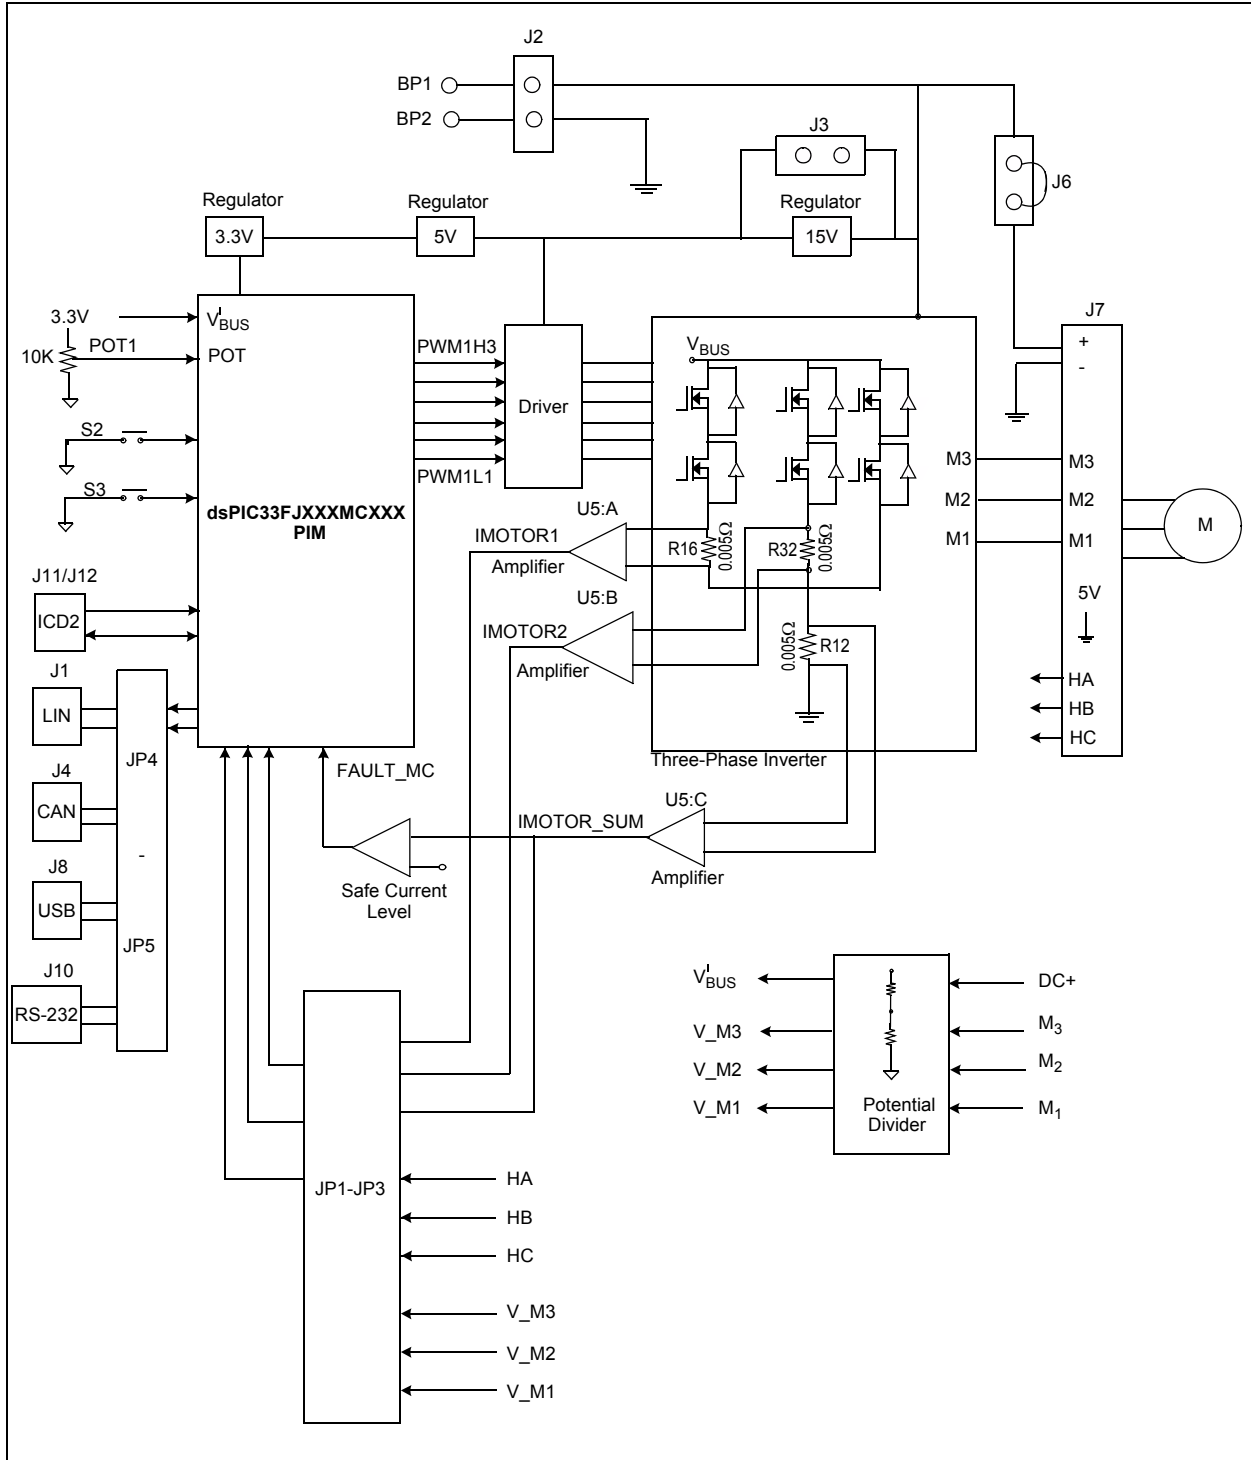 J2
BP1
BP2
J3
J6
Regulator
Regulator
Regulator
3.3V
5V
15V
J7
3.3V
V'BUS
10K
POT1
POT
PWM1H3
VBUS
+
-
Driver
S2
M3
M3
PWM1L1
S3
M2
M2
dsPIC33FJXXXMCXXX
PIM
U5:A
M
IMOTOR1
R16
0.005Ω
R32
0.005Ω
M1
M1
Amplifier
J11/J12
5V
U5:B
ICD2
IMOTOR2
0.005Ω
R12
Amplifier
J1
HA
LIN
HB
HC
JP4
Three-Phase Inverter
J4
FAULT_MC
CAN
U5:C
IMOTOR_SUM
-
J8
Amplifier
Safe Current
Level
USB
JP5
J10
V'BUS
DC+
RS-232
V_M3
M3
V_M2
M2
V_M1
Potential
Divider
M1
JP1-JP3
HA
HB
HC
V_M3
V_M2
V_M1